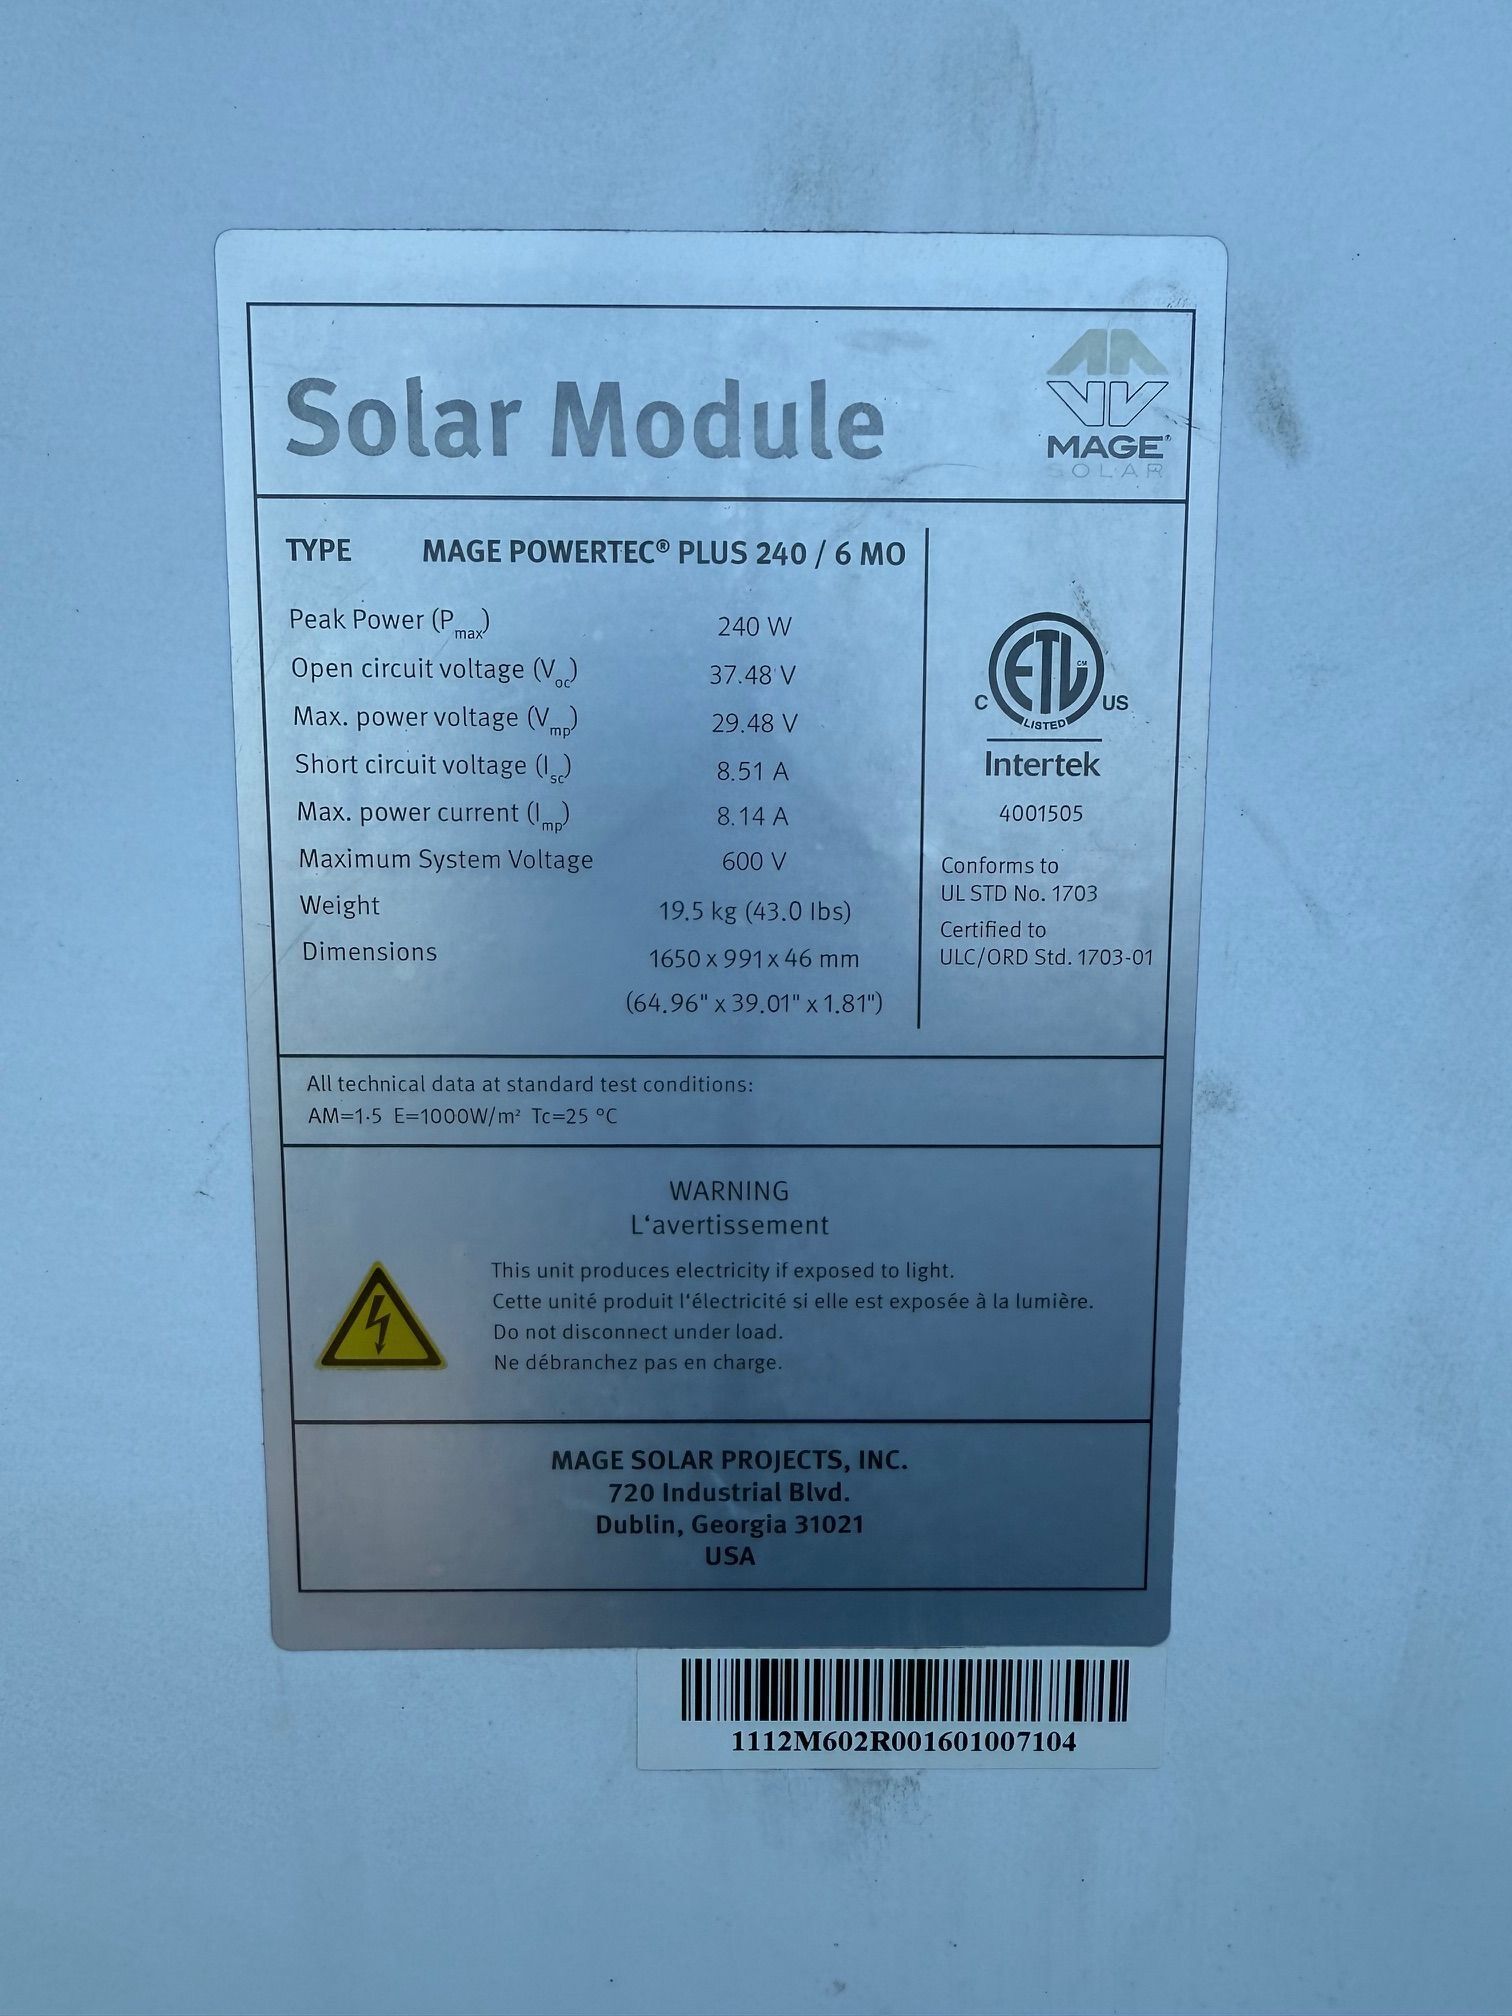 Solar Module
MAGE®
SOLAR
TYPE MAGE POWERTEC® PLUS 240 / 6 MO
Peak Power (Pmax) 240 W
Open circuit voltage (Voc) 37.48 V
Max. power voltage (Vmp) 29.48 V
Short circuit voltage (Isc) 8.51 A
Max. power current (Imp) 8.14 A
Maximum System Voltage 600 V
Weight 19.5 kg (43.0 lbs)
Dimensions 1650 x 991 x 46 mm
(64.96" x 39.01" x 1.81")
ETL CM
C LISTED US
Intertek
4001505
Conforms to
UL STD No. 1703
Certified to
ULC/ORD Std. 1703-01
All technical data at standard test conditions:
AM=1.5 E=1000W/m² Tc=25 °C
WARNING
L‘avertissement
This unit produces electricity if exposed to light.
Cette unité produit l‘électricité si elle est exposée à la lumière.
Do not disconnect under load.
Ne débranchez pas en charge.
MAGE SOLAR PROJECTS, INC.
720 Industrial Blvd.
Dublin, Georgia 31021
USA
1112M602R001601007104